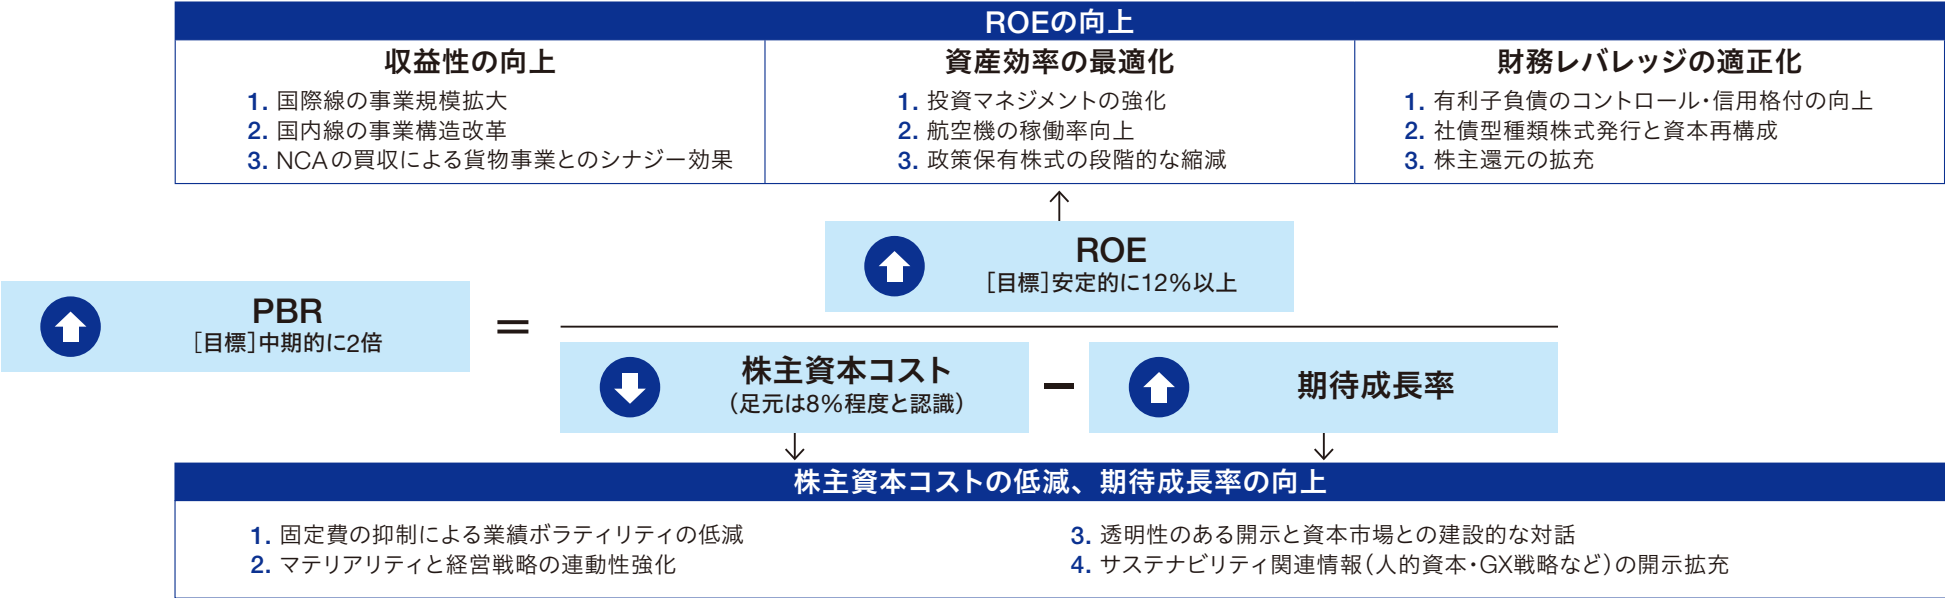 ROEの向上
収益性の向上
1. 国際線の事業規模拡大
2. 国内線の事業構造改革
3. NCAの買収による貨物事業とのシナジー効果
資産効率の最適化
1. 投資マネジメントの強化
2. 航空機の稼働率向上
3. 政策保有株式の段階的な縮減
財務レバレッジの適正化
1. 有利子負債のコントロール・信用格付の向上
2. 社債型種類株式発行と資本再構成
3. 株主還元の拡充
PBR
［目標］中期的に2倍
＝
ROE
［目標］安定的に12％以上
株主資本コスト
（足元は8％程度と認識）
－
期待成長率
株主資本コストの低減、期待成長率の向上
1. 固定費の抑制による業績ボラティリティの低減
2. マテリアリティと経営戦略の連動性強化
3. 透明性のある開示と資本市場との建設的な対話
4. サステナビリティ関連情報（人的資本・GX戦略など）の開示拡充